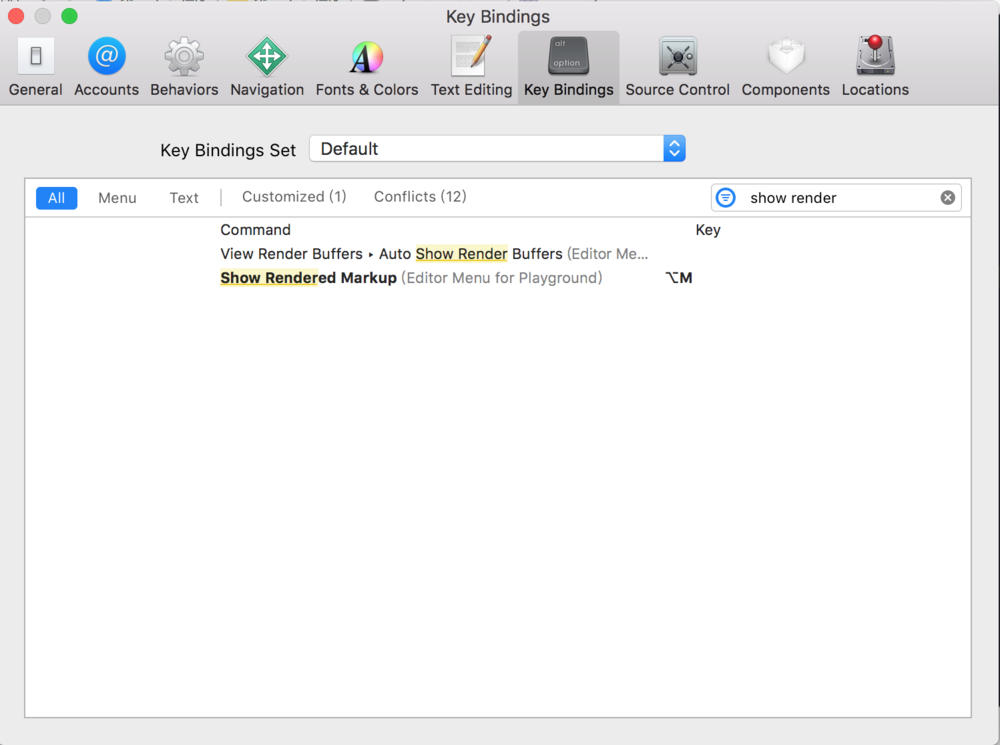 Key Bindings
alt
option
General Accounts Behaviors Navigation Fonts & Colors Text Editing Key Bindings Source Control Components Locations
Key Bindings Set Default
All Menu Text Customized (1) Conflicts (12) show render
Command Key
View Render Buffers ▸ Auto Show Render Buffers (Editor Me...
Show Rendered Markup (Editor Menu for Playground) ⌥M